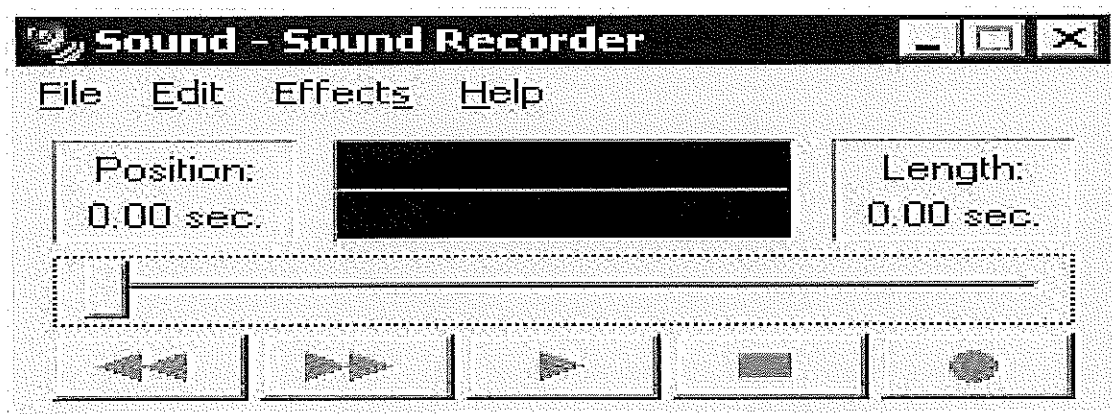 Sound - Sound Recorder
File Edit Effects Help
Position: Length:
0.00 sec. 0.00 sec.